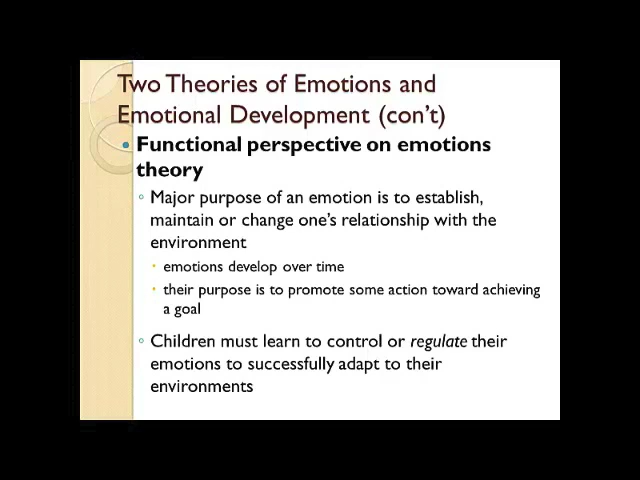 Two Theories of Emotions and
Emotional Development (con't)
Functional perspective on emotions
theory
Major purpose of an emotion is to establish,
maintain or change one's relationship with the
environment
emotions develop over time
their purpose is to promote some action toward achieving
a goal
Children must learn to control or regulate their
emotions to successfully adapt to their
environments